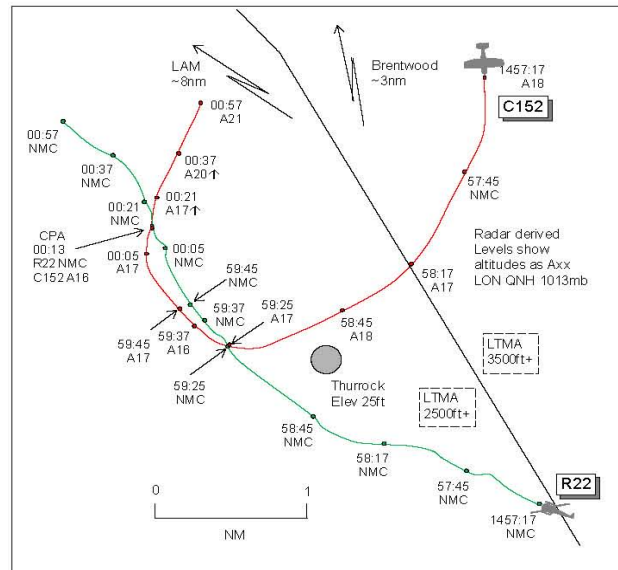 LAM
~8nm
Brentwood
~3nm
1457:17
A18
C152
00:57
A21
00:57
NMC
00:37
NMC
00:37
A20↑
00:21
A17↑
00:21
NMC
57:45
NMC
CPA
00:13
R22 NMC
C152 A16
00:05
A17
00:05
NMC
59:45
NMC
59:37
NMC
59:25
A17
58:17
A17
Radar derived
Levels show
altitudes as Axx
LON QNH 1013mb
58:45
A18
59:45
A17
59:37
A16
59:25
NMC
Thurrock
Elev 25ft
LTMA
3500ft+
LTMA
2500ft+
58:45
NMC
58:17
NMC
57:45
NMC
R22
1457:17
NMC
0
1
NM